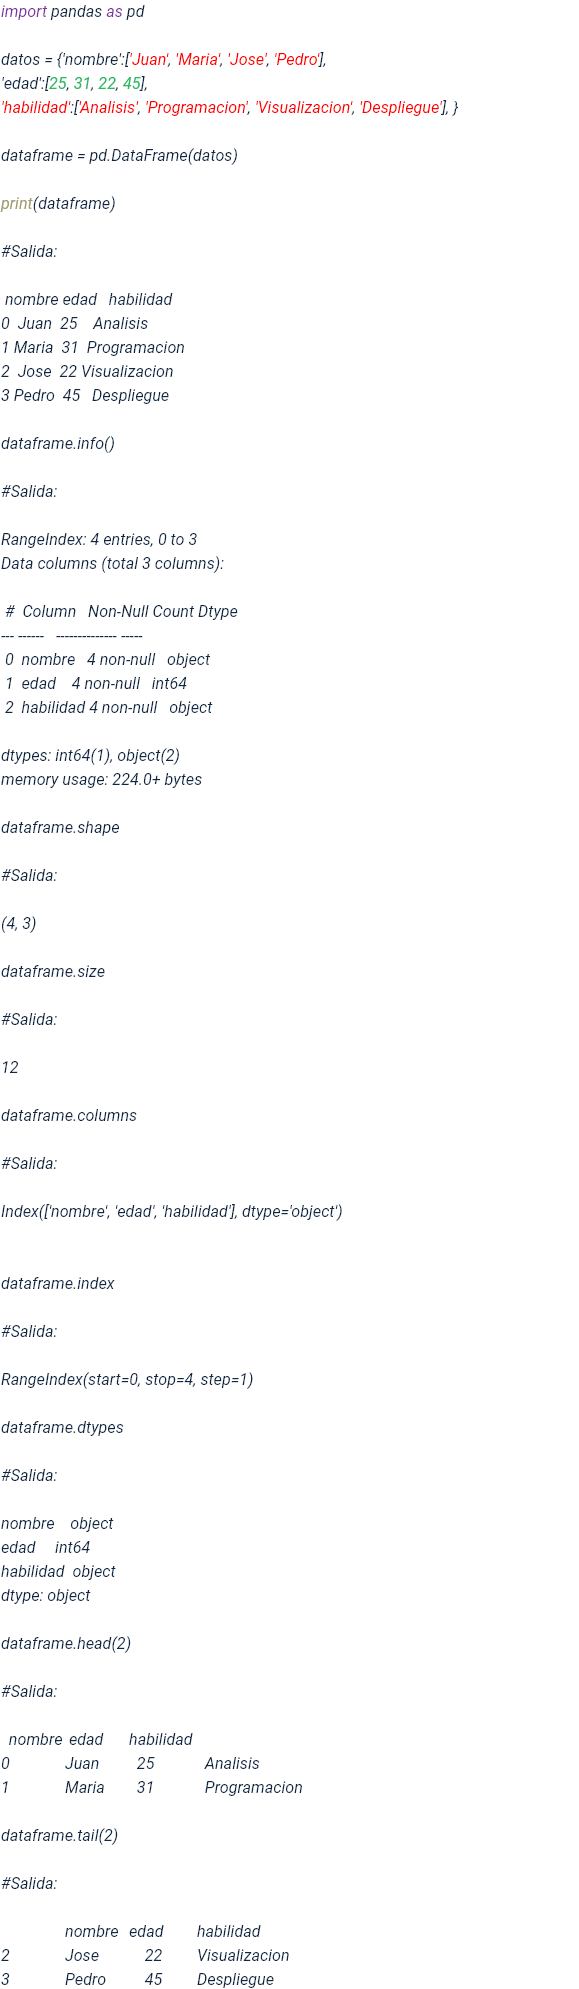 import pandas as pd
datos = {'nombre':['Juan', 'Maria', 'Jose', 'Pedro'],
'edad':[25, 31, 22, 45],
'habilidad':['Analisis', 'Programacion', 'Visualizacion', 'Despliegue'], }
dataframe = pd.DataFrame(datos)
print(dataframe)
#Salida:
nombre edad habilidad
0 Juan 25 Analisis
1 Maria 31 Programacion
2 Jose 22 Visualizacion
3 Pedro 45 Despliegue
dataframe.info()
#Salida:
RangeIndex: 4 entries, 0 to 3
Data columns (total 3 columns):
# Column Non-Null Count Dtype
--- ------ -------------- -----
0 nombre 4 non-null object
1 edad 4 non-null int64
2 habilidad 4 non-null object
dtypes: int64(1), object(2)
memory usage: 224.0+ bytes
dataframe.shape
#Salida:
(4, 3)
dataframe.size
#Salida:
12
dataframe.columns
#Salida:
Index(['nombre', 'edad', 'habilidad'], dtype='object')
dataframe.index
#Salida:
RangeIndex(start=0, stop=4, step=1)
dataframe.dtypes
#Salida:
nombre object
edad int64
habilidad object
dtype: object
dataframe.head(2)
#Salida:
nombre edad habilidad
0 Juan 25 Analisis
1 Maria 31 Programacion
dataframe.tail(2)
#Salida:
nombre edad habilidad
2 Jose 22 Visualizacion
3 Pedro 45 Despliegue